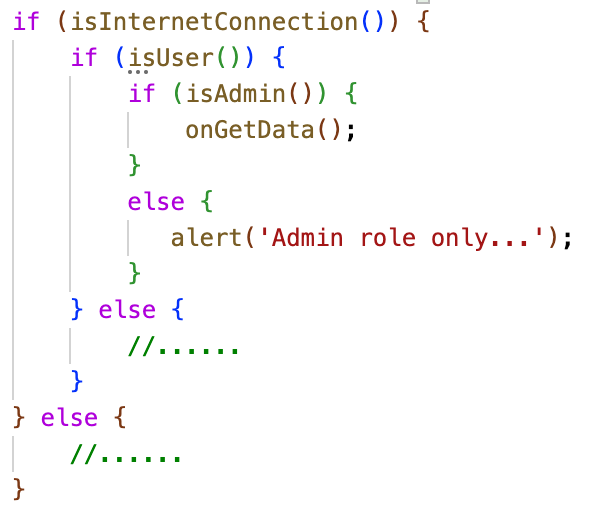 if (isInternetConnection()) {
    if (isUser()) {
        if (isAdmin()) {
            onGetData();
        }
        else {
           alert('Admin role only...');
        }
    } else {
        //......
    }
} else {
    //......
}